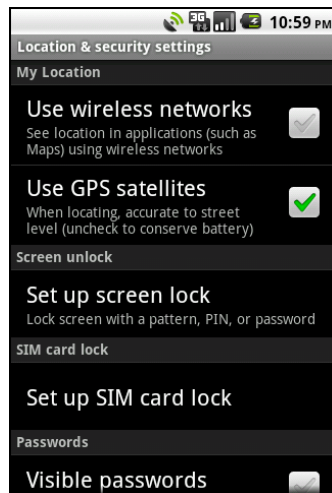 3G 10:59 PM
Location & security settings
My Location
Use wireless networks
See location in applications (such as
Maps) using wireless networks
Use GPS satellites
When locating, accurate to street
level (uncheck to conserve battery)
Screen unlock
Set up screen lock
Lock screen with a pattern, PIN, or password
SIM card lock
Set up SIM card lock
Passwords
Visible passwords